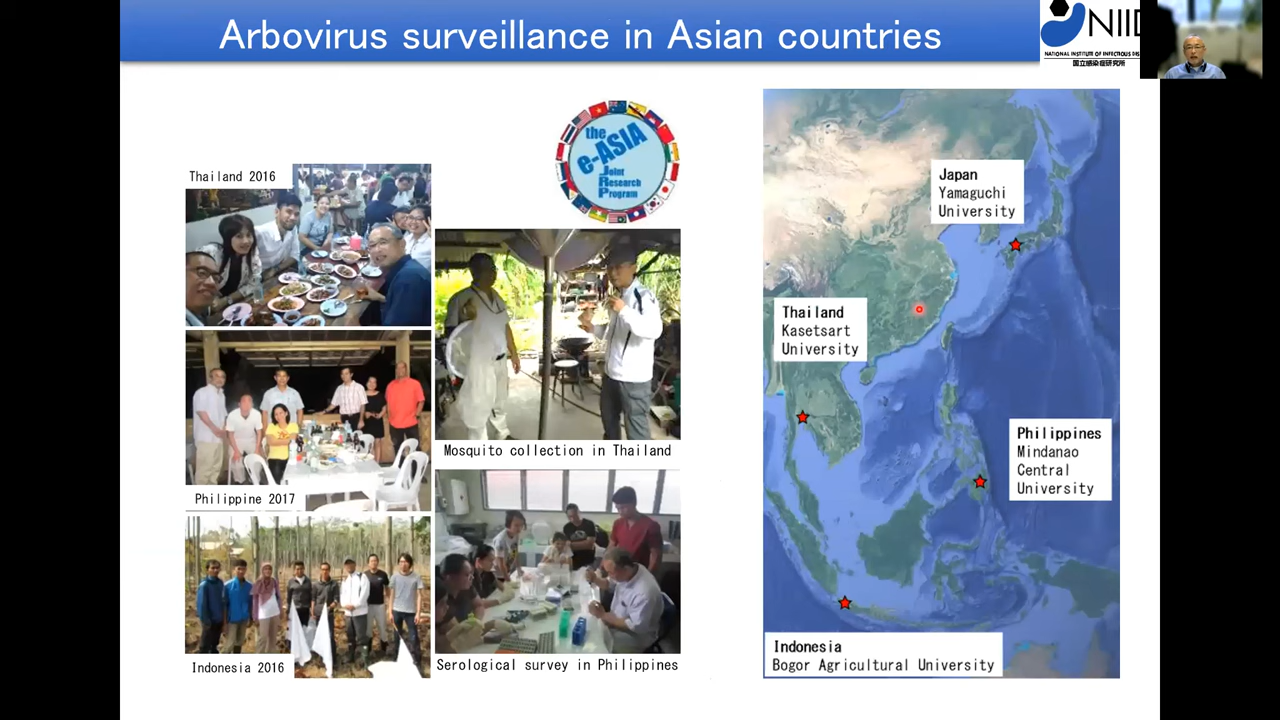 Arbovirus surveillance in Asian countries
NIID
NATIONAL INSTITUTE OF INFECTIOUS
国立感染症研究所
Thailand 2016
the
e-ASIA
Joint
Research
Program
Japan
Yamaguchi
University
Thailand
Kasetsart
University
Mosquito collection in Thailand
Philippine 2017
Philippines
Mindanao
Central
University
Indonesia 2016
Serological survey in Philippines
Indonesia
Bogor Agricultural University